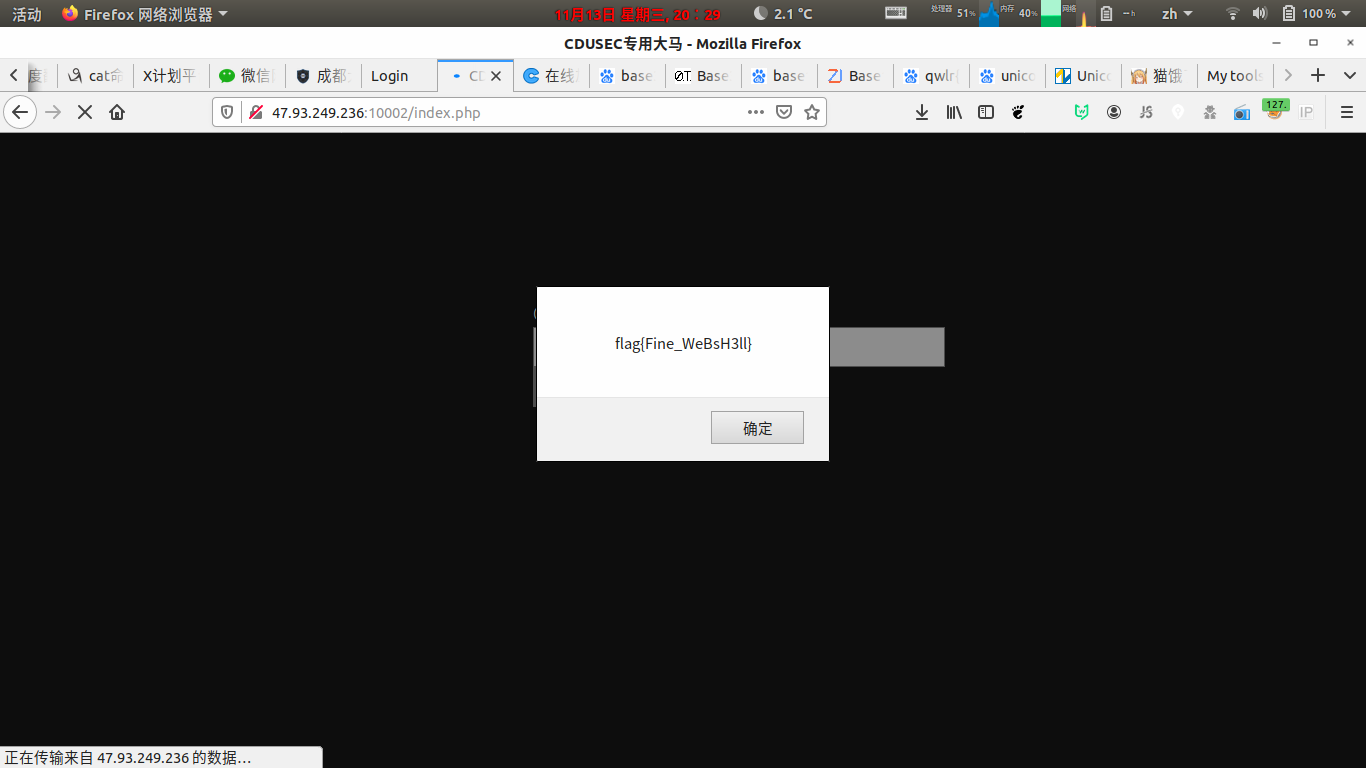 活动 Firefox 网络浏览器 11月13日 星期三, 20：29 2.1 °C 处理器 51% 内存 40% 网络 zh 100 %
CDUSEC专用大马 - Mozilla Firefox
度 cat命 X计划平 微信 成都 Login CD 在线 base Base base Base qwlr unico Unico 猫饿 My tools
47.93.249.236:10002/index.php JS 127. IP
flag{Fine_WeBsH3ll}
确定
正在传输来自 47.93.249.236 的数据…